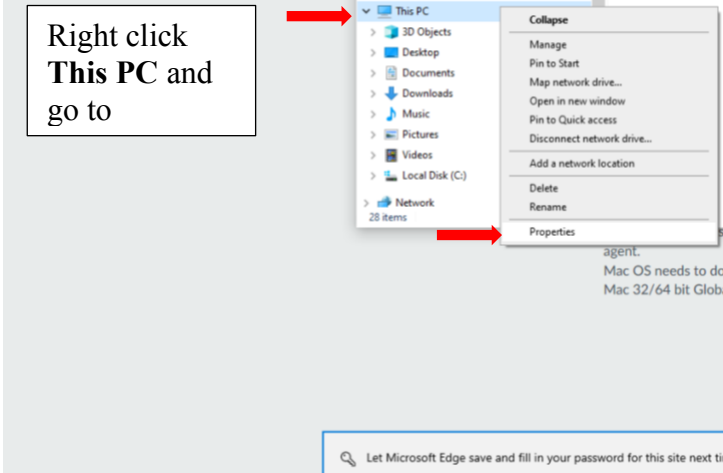 Right click
This PC and
go to
This PC
3D Objects
Desktop
Documents
Downloads
Music
Pictures
Videos
Local Disk (C:)
Network
28 items
Collapse
Manage
Pin to Start
Map network drive...
Open in new window
Pin to Quick access
Disconnect network drive...
Add a network location
Delete
Rename
Properties
agent.
Mac OS needs to do
Mac 32/64 bit Globa
Let Microsoft Edge save and fill in your password for this site next ti